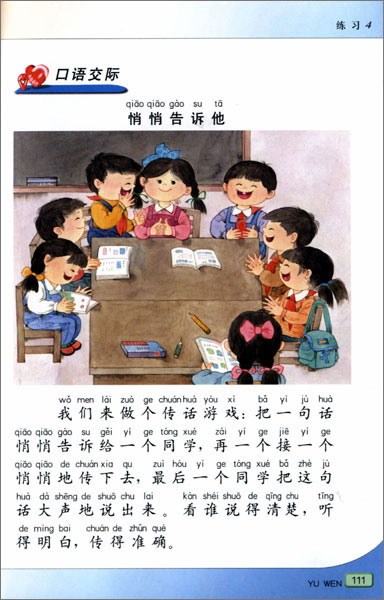 练习4
口语交际
qiāo qiāo gào su tā
悄悄告诉他
wǒ men lái zuò ge chuán huà yóu xì bǎ yí jù huà
我们来做个传话游戏：把一句话
qiāo qiāo gào su gěi yí ge tóng xué zài yí ge jiē yí ge
悄悄告诉给一个同学，再一个接一个
qiāo qiāo de chuán xia qu zuì hòu yí ge tóng xué bǎ zhè jù
悄悄地传下去，最后一个同学把这句
huà dà shēng de shuō chu lai kàn shéi shuō de qīng chu tīng
话大声地说出来。看谁说得清楚，听
de míng bai chuán de zhǔn què
得明白，传得准确。
YU WEN 111